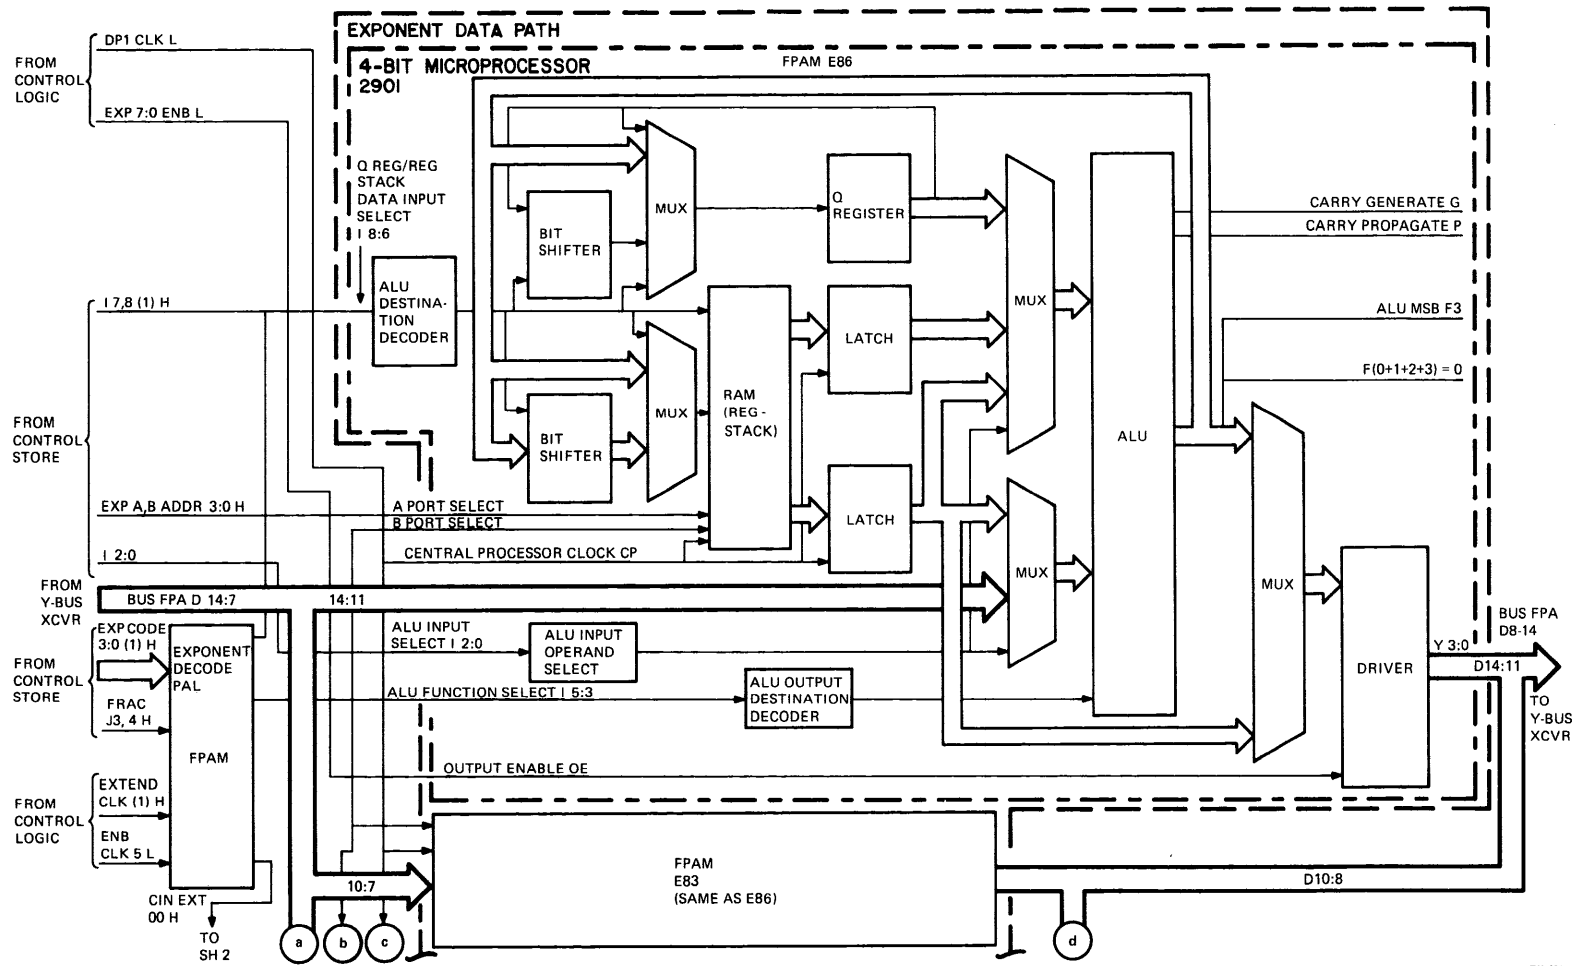 EXPONENT DATA PATH
4-BIT MICROPROCESSOR
2901
FPAM E86
FROM
CONTROL
LOGIC
DP1 CLK L
EXP 7:0 ENB L
Q REG/REG
STACK
DATA INPUT
SELECT
I 8:6
ALU
DESTINA-
TION
DECODER
BIT
SHIFTER
MUX
Q
REGISTER
BIT
SHIFTER
MUX
RAM
(REG-
STACK)
LATCH
LATCH
MUX
MUX
ALU
CARRY GENERATE G
CARRY PROPAGATE P
ALU MSB F3
F(0+1+2+3) = 0
MUX
DRIVER
FROM
CONTROL
STORE
I 7,8 (1) H
EXP A,B ADDR 3:0 H
A PORT SELECT
B PORT SELECT
CENTRAL PROCESSOR CLOCK CP
I 2:0
FROM
Y-BUS
XCVR
BUS FPA D 14:7
14:11
FROM
CONTROL
STORE
EXP CODE
3:0 (1) H
FRAC
J3, 4 H
EXPONENT
DECODE
PAL
FPAM
ALU INPUT
SELECT I 2:0
ALU INPUT
OPERAND
SELECT
ALU FUNCTION SELECT I 5:3
ALU OUTPUT
DESTINATION
DECODER
OUTPUT ENABLE OE
Y 3:0
BUS FPA
D8-14
D14:11
TO
Y-BUS
XCVR
FROM
CONTROL
LOGIC
EXTEND
CLK (1) H
ENB
CLK 5 L
CIN EXT
00 H
TO
SH 2
10:7
FPAM
E83
(SAME AS E86)
D10:8
a
b
c
d